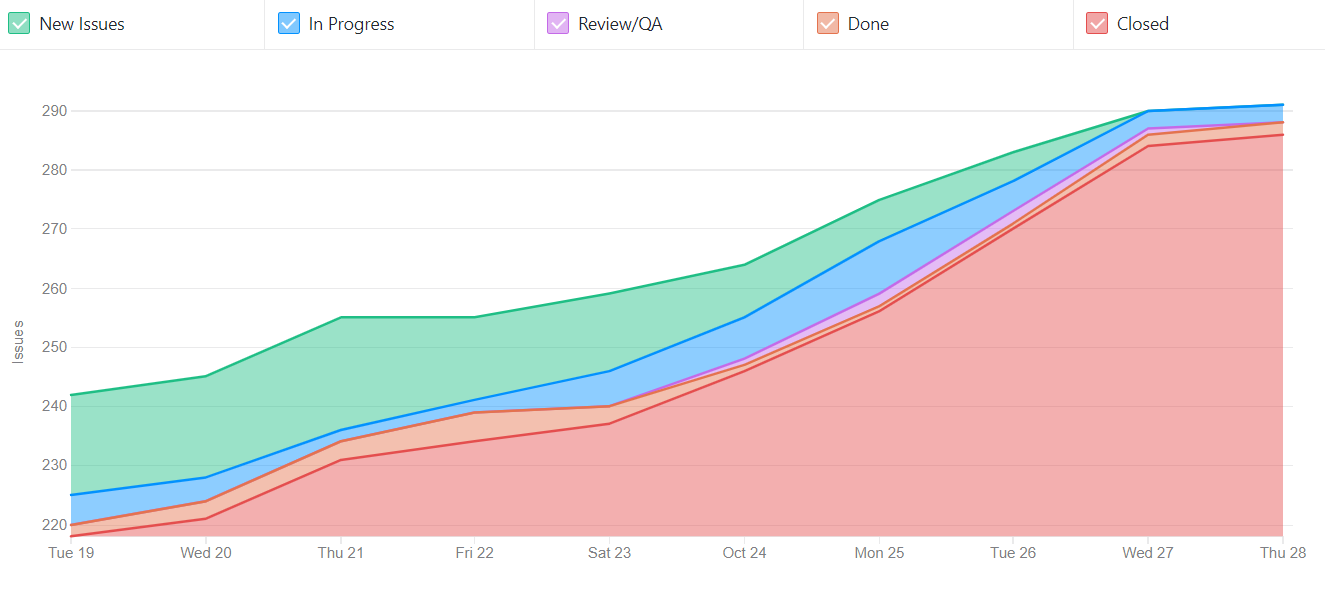 New Issues
In Progress
Review/QA
Done
Closed
290
280
270
260
250
240
230
220
Issues
Tue 19
Wed 20
Thu 21
Fri 22
Sat 23
Oct 24
Mon 25
Tue 26
Wed 27
Thu 28